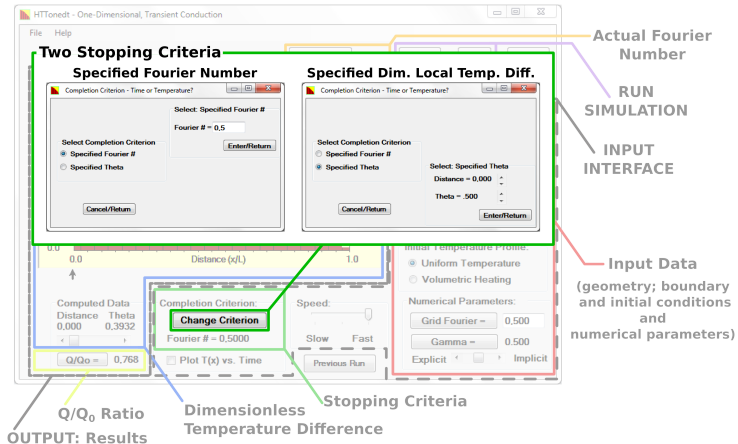 HTTonedt - One-Dimensional, Transient Conduction
File Help
Two Stopping Criteria
Specified Fourier Number
Completion Criterion - Time or Temperature?
Select: Specified Fourier #
Fourier # = 0,5
Enter/Return
Select Completion Criterion
Specified Fourier #
Specified Theta
Cancel/Return
Specified Dim. Local Temp. Diff.
Completion Criterion - Time or Temperature?
Select Completion Criterion
Specified Fourier #
Specified Theta
Select: Specified Theta
Distance = 0,000
Theta = .500
Cancel/Return
Enter/Return
Actual Fourier
Number
RUN
SIMULATION
INPUT
INTERFACE
0.0
0.0 Distance (x/L) 1.0
Initial Temperature Profile:
Uniform Temperature
Volumetric Heating
Input Data
(geometry; boundary
and initial conditions
and
numerical parameters)
Computed Data
Distance Theta
0,000 0,3932
Q/Qo = 0,768
Completion Criterion:
Change Criterion
Fourier # = 0,5000
Plot T(x) vs. Time
Speed:
Slow Fast
Previous Run
Numerical Parameters:
Grid Fourier = 0,500
Gamma = 0.500
Explicit Implicit
Q/Q0 Ratio
OUTPUT: Results
Dimensionless
Temperature Difference
Stopping Criteria